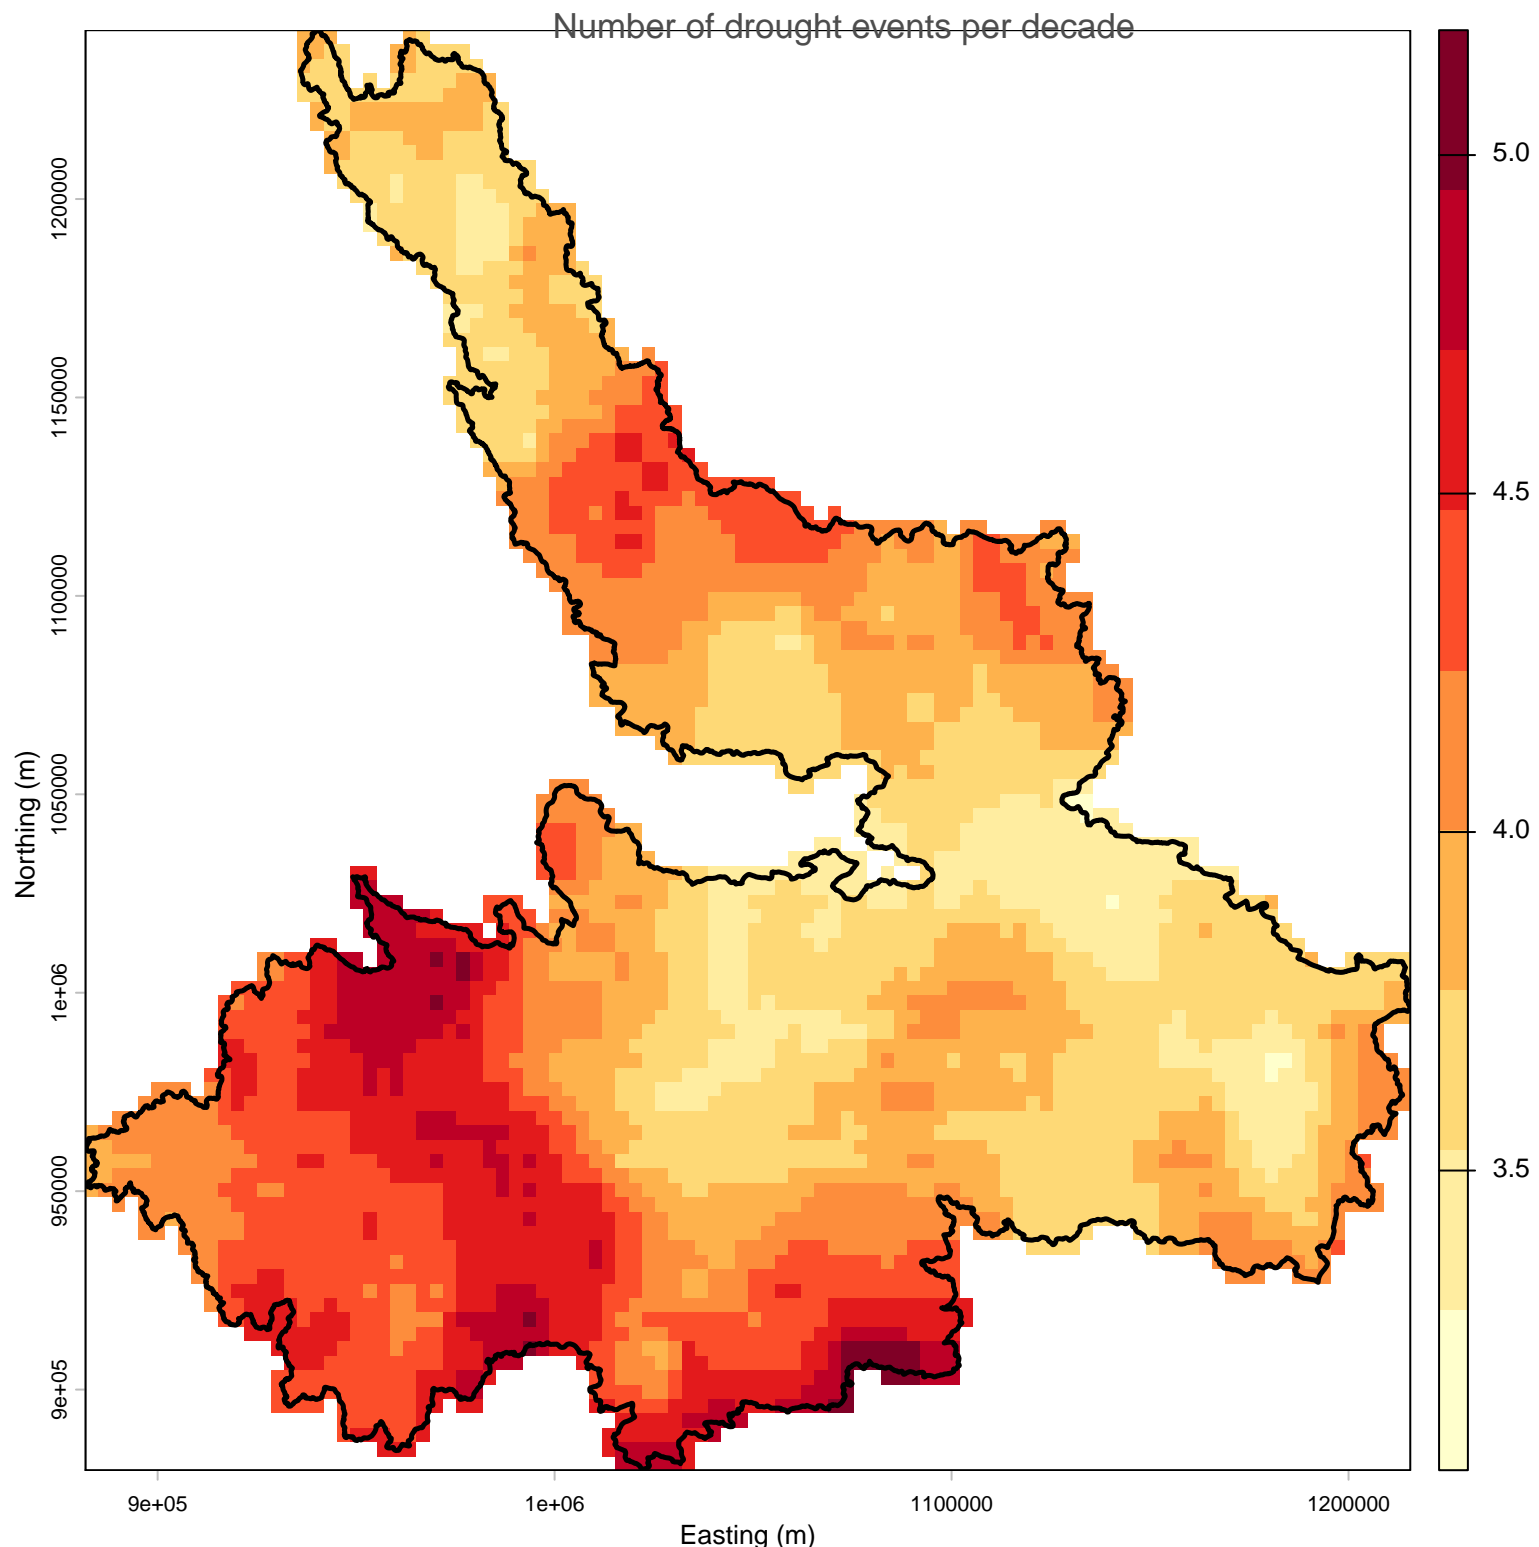 Number of drought events per decade
5.0
4.5
4.0
3.5
1200000
1150000
1100000
1050000
1e+06
950000
9e+05
Northing (m)
9e+05
1e+06
1100000
1200000
Easting (m)